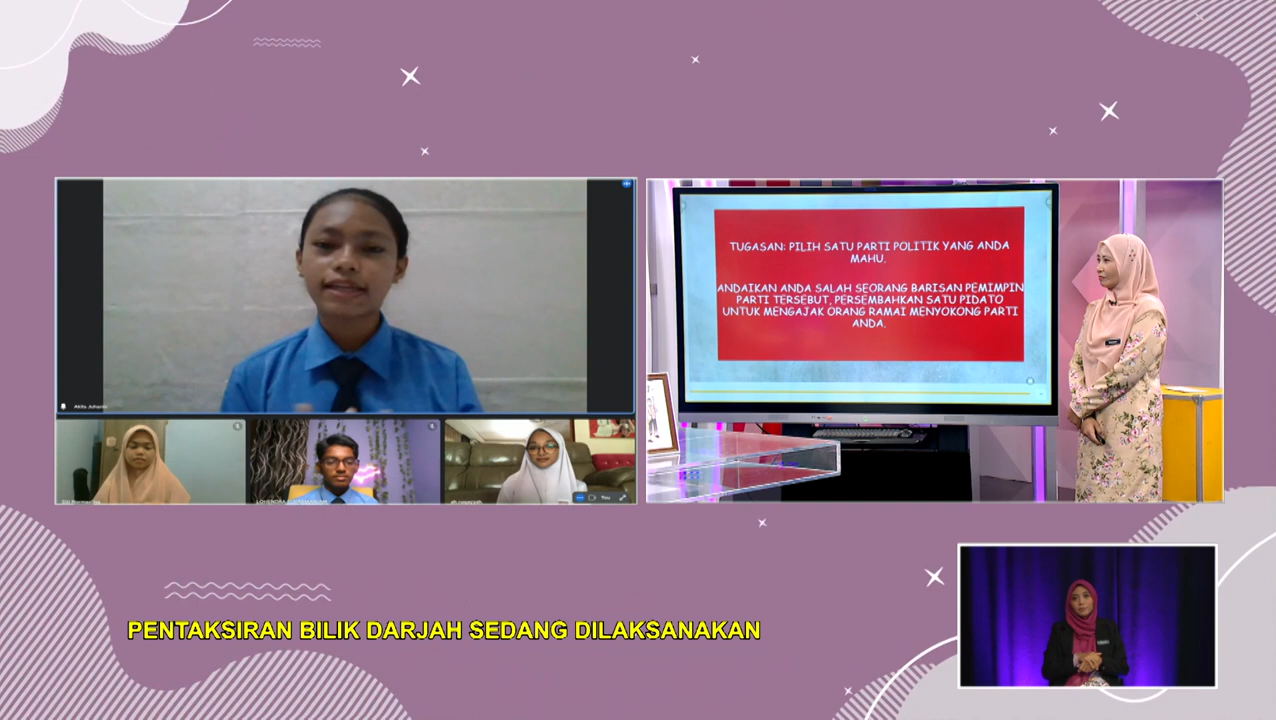 TUGASAN: PILIH SATU PARTI POLITIK YANG ANDA
MAHU.
ANDAIKAN ANDA SALAH SEORANG BARISAN PEMIMPIN
PARTI TERSEBUT, PERSEMBAHKAN SATU PIDATO
UNTUK MENGAJAK ORANG RAMAI MENYOKONG PARTI
ANDA.
You
PENTAKSIRAN BILIK DARJAH SEDANG DILAKSANAKAN